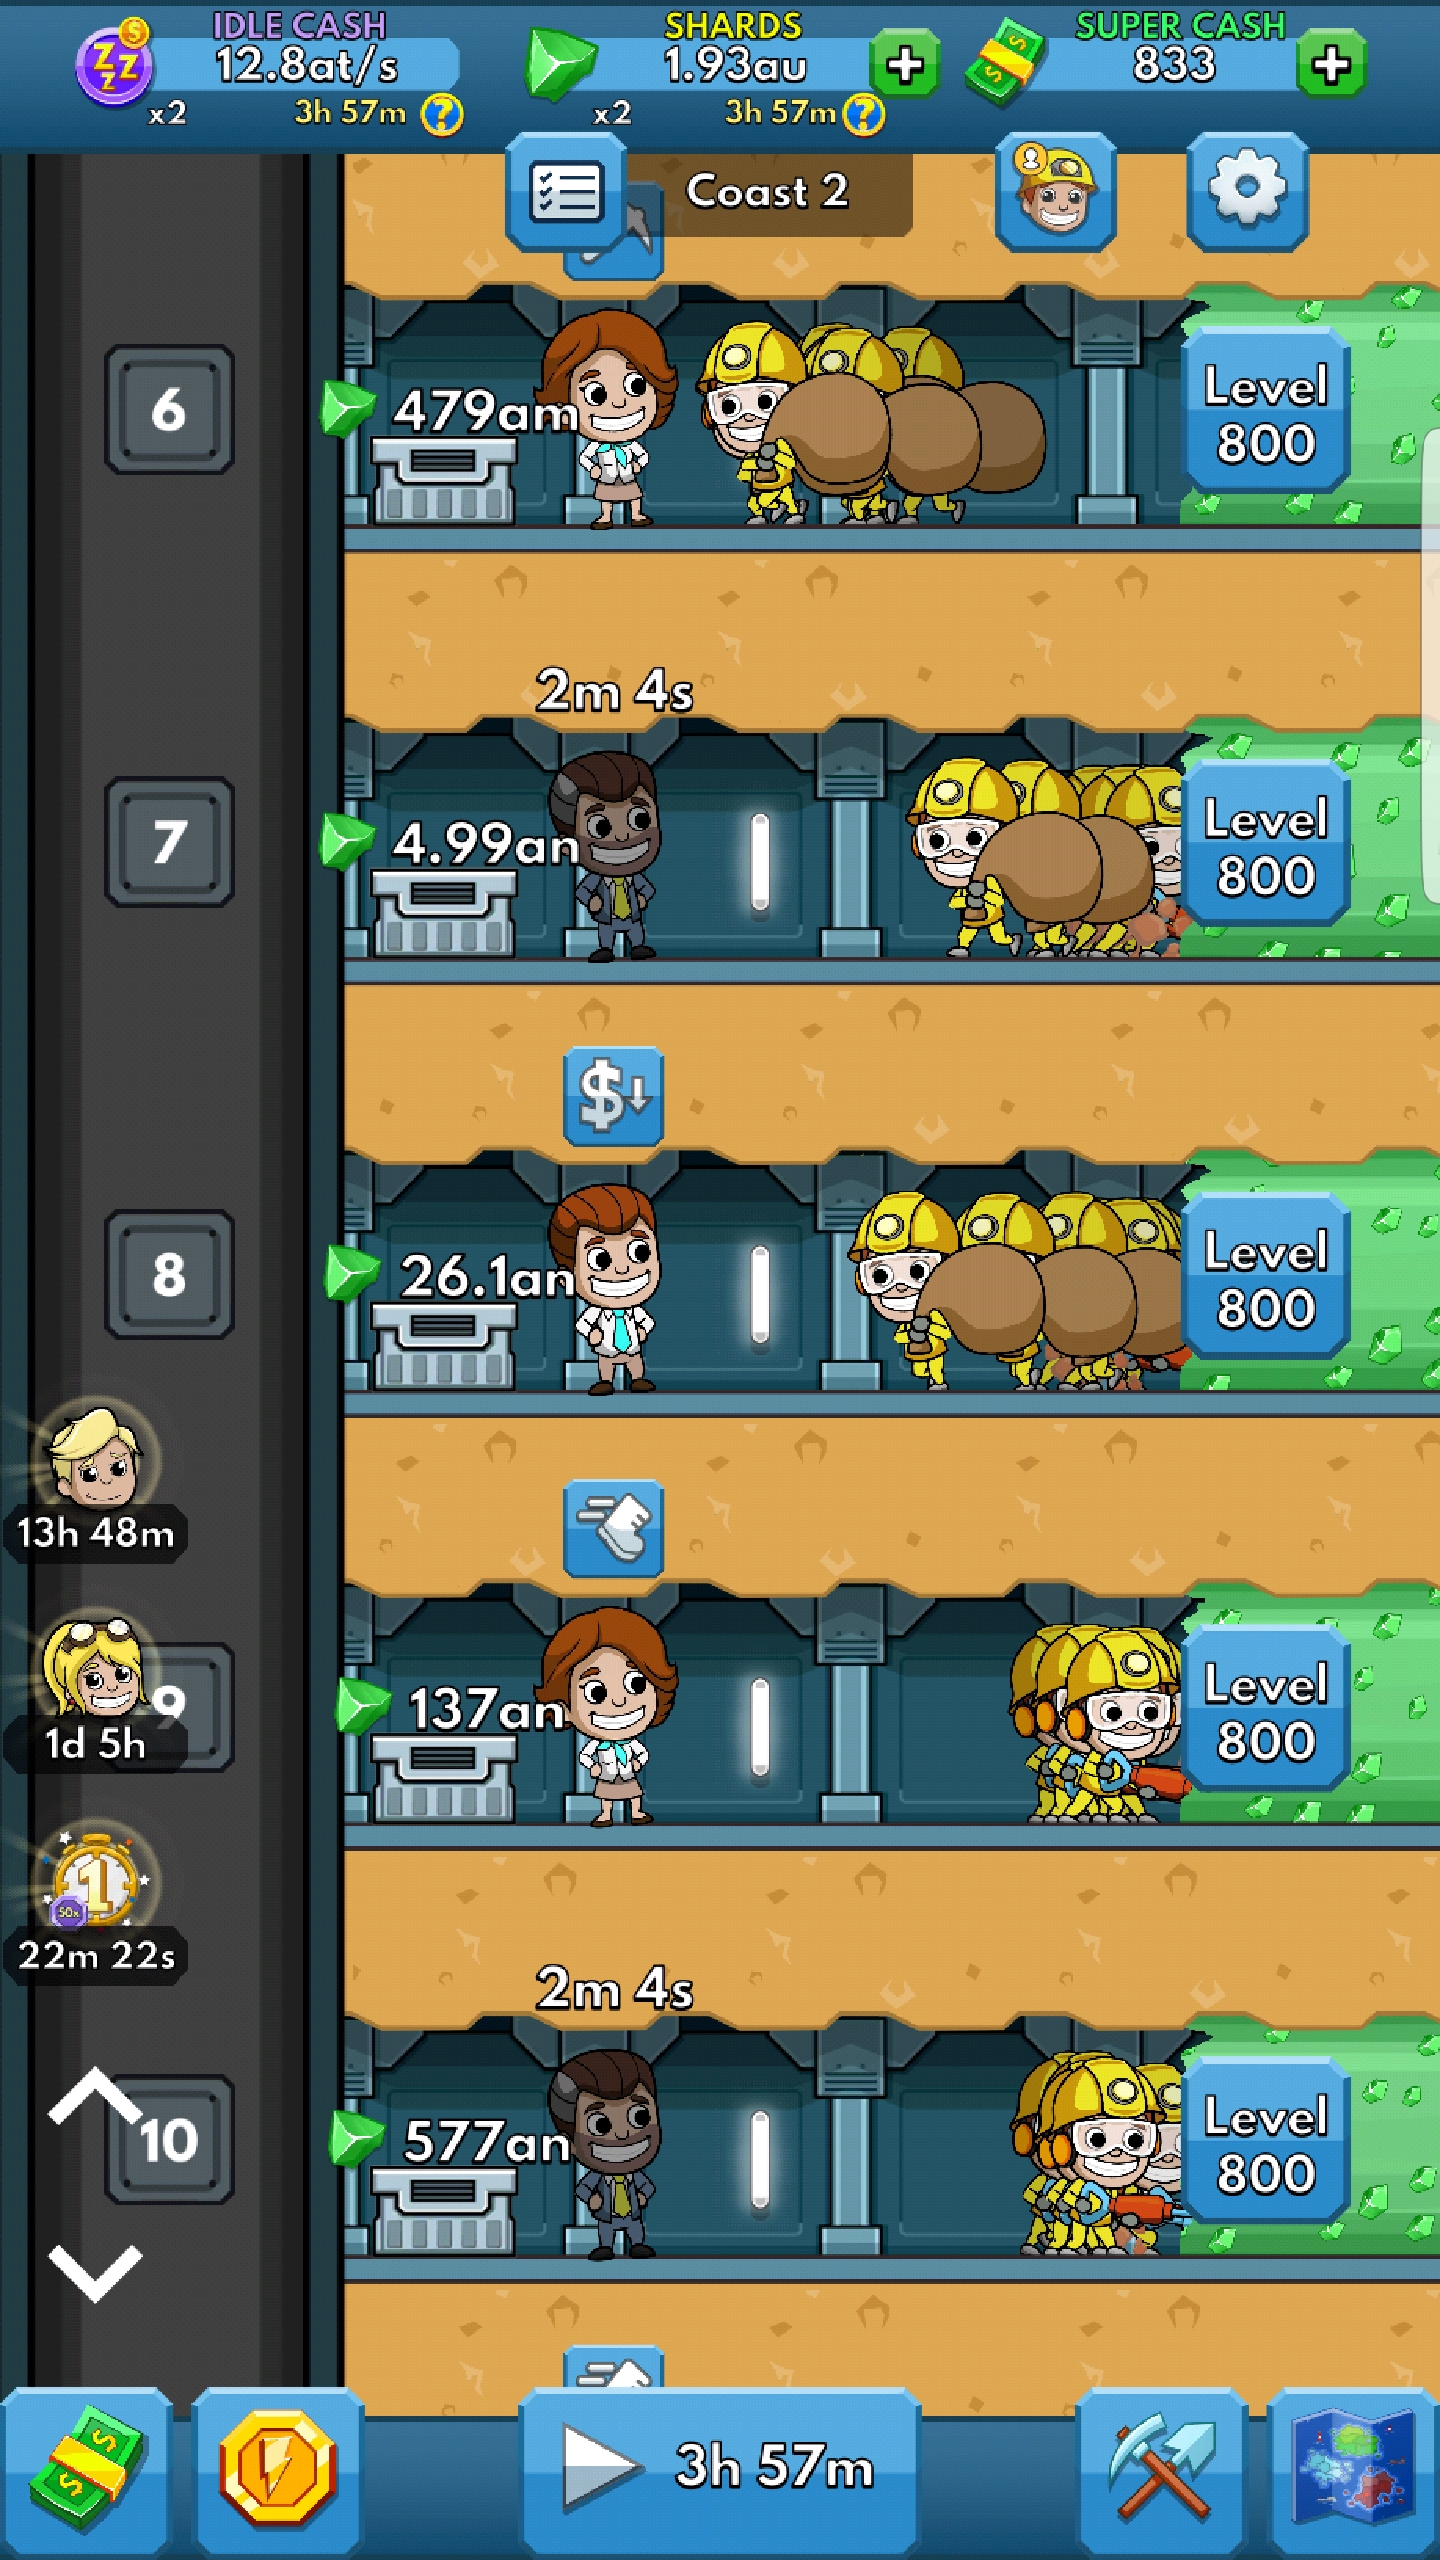 IDLE CASH
12.8at/s
x2 3h 57m ?
SHARDS
1.93au
x2 3h 57m ?
SUPER CASH
833
Coast 2
6
479am
Level
800
2m 4s
7
4.99an
Level
800
$
8
26.1an
Level
800
13h 48m
9
137an
Level
800
1d 5h
1
50x
22m 22s
2m 4s
10
577an
Level
800
3h 57m